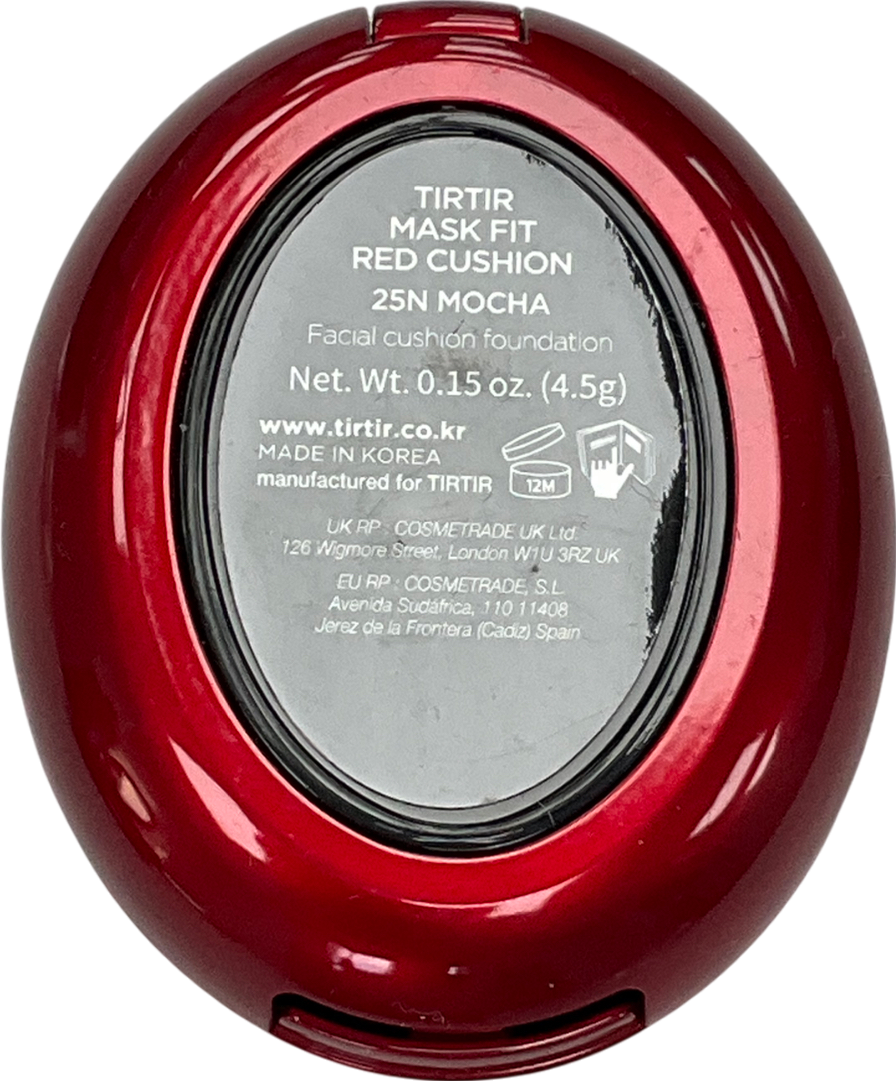 TIRTIR
MASK FIT
RED CUSHION
25N MOCHA
Facial cushion foundation
Net. Wt. 0.15 oz. (4.5g)
www.tirtir.co.kr
MADE IN KOREA
manufactured for TIRTIR
12M
UK RP : COSMETRADE UK Ltd.
126 Wigmore Street, London W1U 3RZ UK
EU RP : COSMETRADE, S.L.
Avenida Sudáfrica, 110 11408
Jerez de la Frontera (Cadiz) Spain